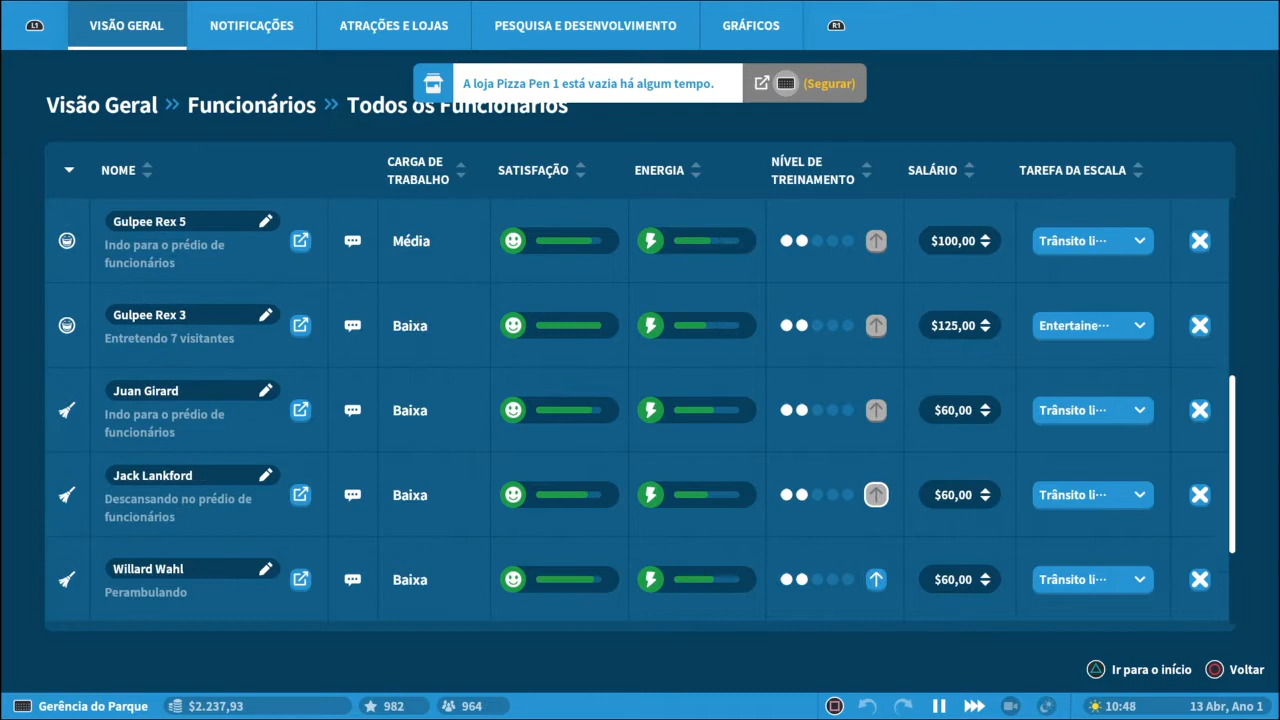 L1
VISÃO GERAL
NOTIFICAÇÕES
ATRAÇÕES E LOJAS
PESQUISA E DESENVOLVIMENTO
GRÁFICOS
R1
A loja Pizza Pen 1 está vazia há algum tempo.
(Segurar)
Visão Geral » Funcionários » Todos os Funcionários
NOME
CARGA DE
TRABALHO
SATISFAÇÃO
ENERGIA
NÍVEL DE
TREINAMENTO
SALÁRIO
TAREFA DA ESCALA
Gulpee Rex 5
Indo para o prédio de
funcionários
Média
$100,00
Trânsito li···
Gulpee Rex 3
Entretendo 7 visitantes
Baixa
$125,00
Entertaine···
Juan Girard
Indo para o prédio de
funcionários
Baixa
$60,00
Trânsito li···
Jack Lankford
Descansando no prédio de
funcionários
Baixa
$60,00
Trânsito li···
Willard Wahl
Perambulando
Baixa
$60,00
Trânsito li···
Ir para o início
Voltar
Gerência do Parque
$2.237,93
982
964
10:48
13 Abr, Ano 1